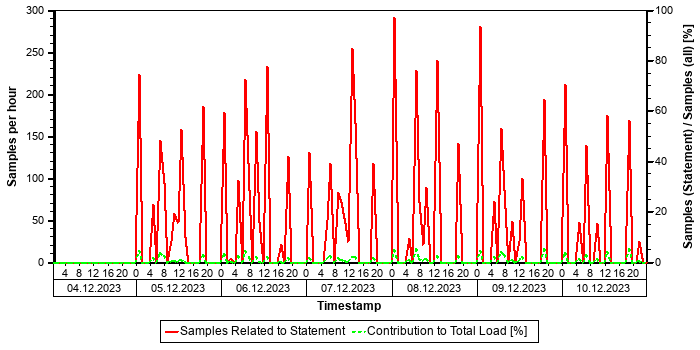 300
250
200
150
100
50
0
Samples per hour
100
80
60
40
20
0
Samples (Statement) / Samples (all) [%]
4 8 12 16 20 0 4 8 12 16 20 0 4 8 12 16 20 0 4 8 12 16 20 0 4 8 12 16 20 0 4 8 12 16 20 0 4 8 12 16 20
04.12.2023 05.12.2023 06.12.2023 07.12.2023 08.12.2023 09.12.2023 10.12.2023
Timestamp
Samples Related to Statement Contribution to Total Load [%]